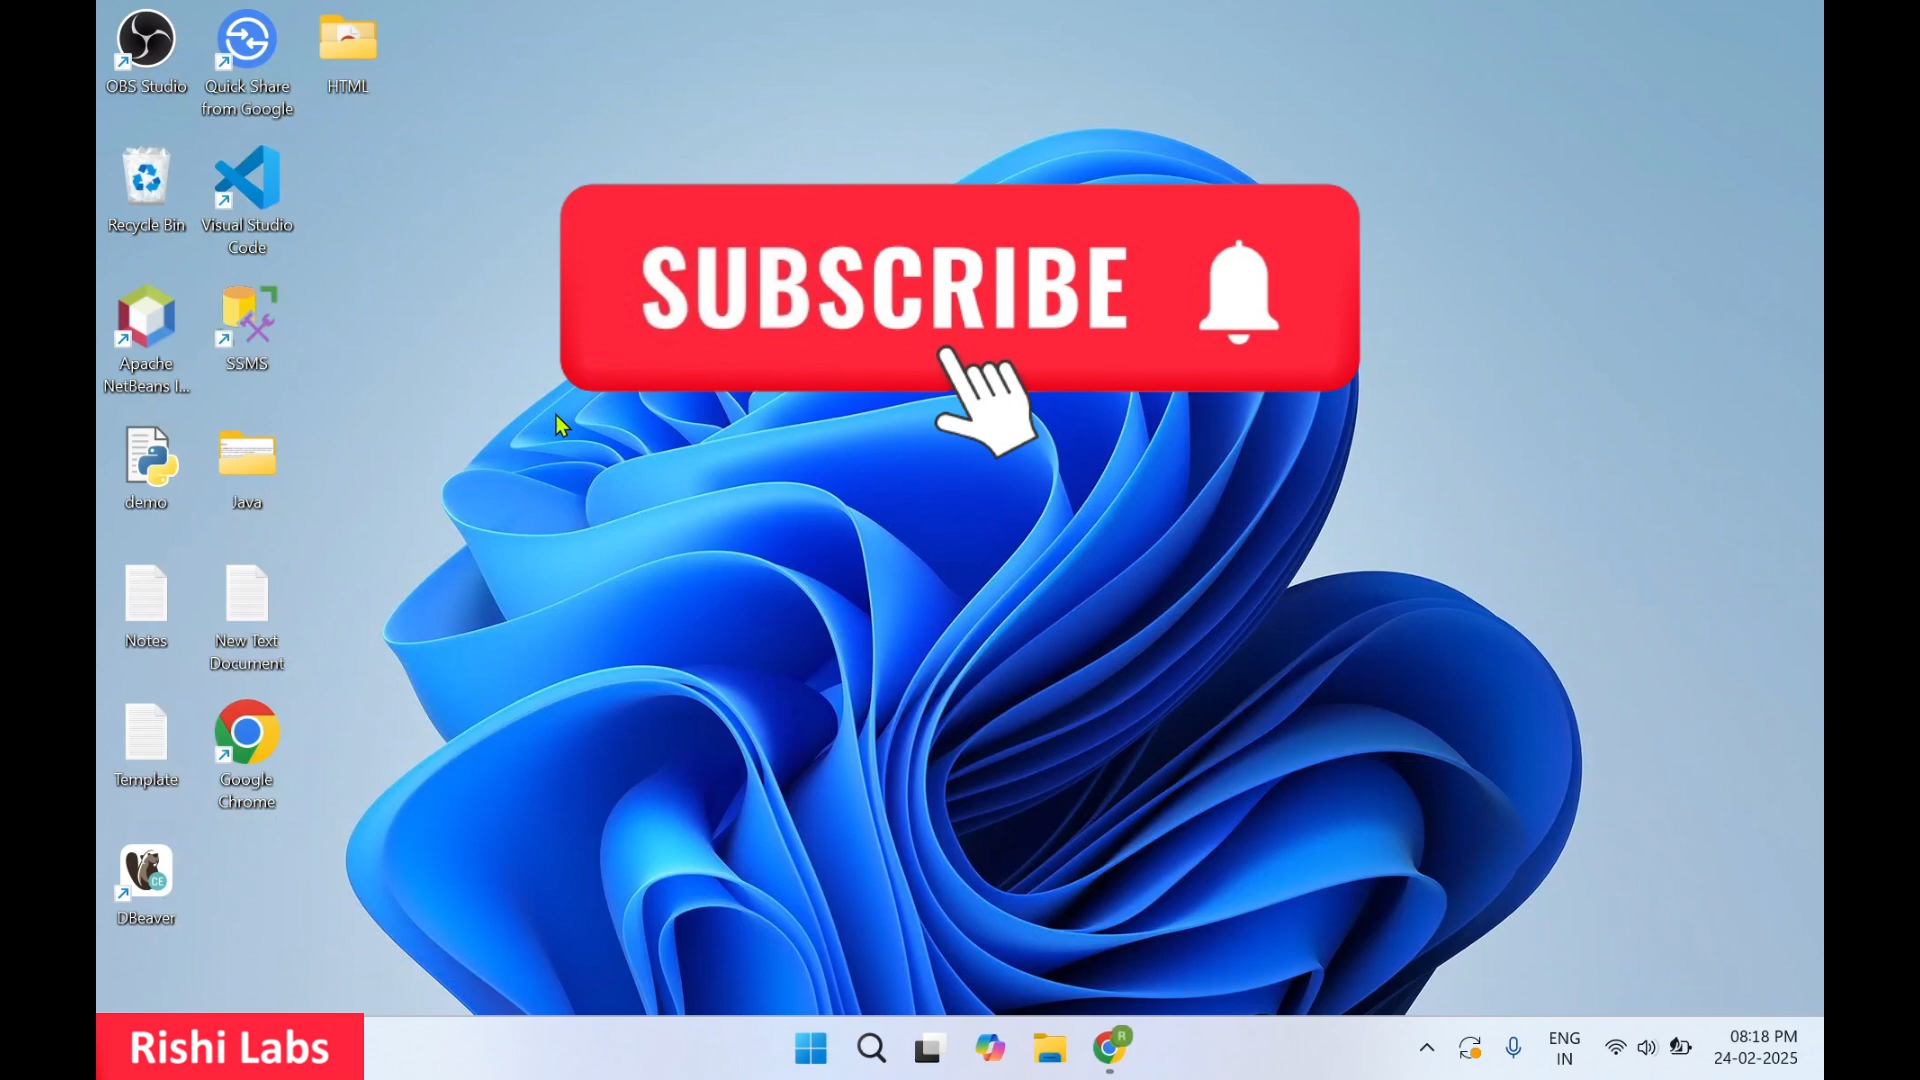 OBS Studio
Quick Share
from Google
HTML
Recycle Bin
Visual Studio
Code
SUBSCRIBE
Apache
NetBeans I...
SSMS
demo
Java
Notes
New Text
Document
Template
Google
Chrome
CE
DBeaver
Rishi Labs
R
ENG
IN
08:18 PM
24-02-2025